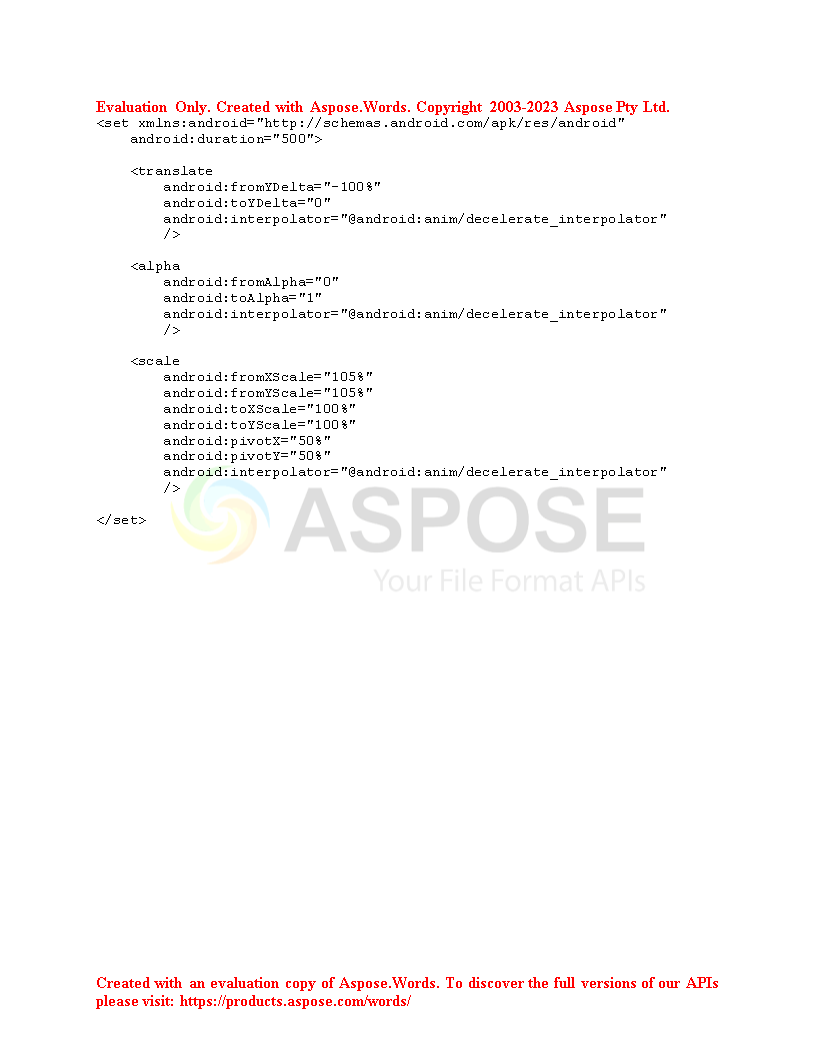 Evaluation Only. Created with Aspose.Words. Copyright 2003-2023 Aspose Pty Ltd.
<set xmlns:android="http://schemas.android.com/apk/res/android"
    android:duration="500">

    <translate
        android:fromYDelta="-100%"
        android:toYDelta="0"
        android:interpolator="@android:anim/decelerate_interpolator"
        />

    <alpha
        android:fromAlpha="0"
        android:toAlpha="1"
        android:interpolator="@android:anim/decelerate_interpolator"
        />

    <scale
        android:fromXScale="105%"
        android:fromYScale="105%"
        android:toXScale="100%"
        android:toYScale="100%"
        android:pivotX="50%"
        android:pivotY="50%"
        android:interpolator="@android:anim/decelerate_interpolator"
        />

</set>
ASPOSE
Your File Format APIs
Created with an evaluation copy of Aspose.Words. To discover the full versions of our APIs
please visit: https://products.aspose.com/words/